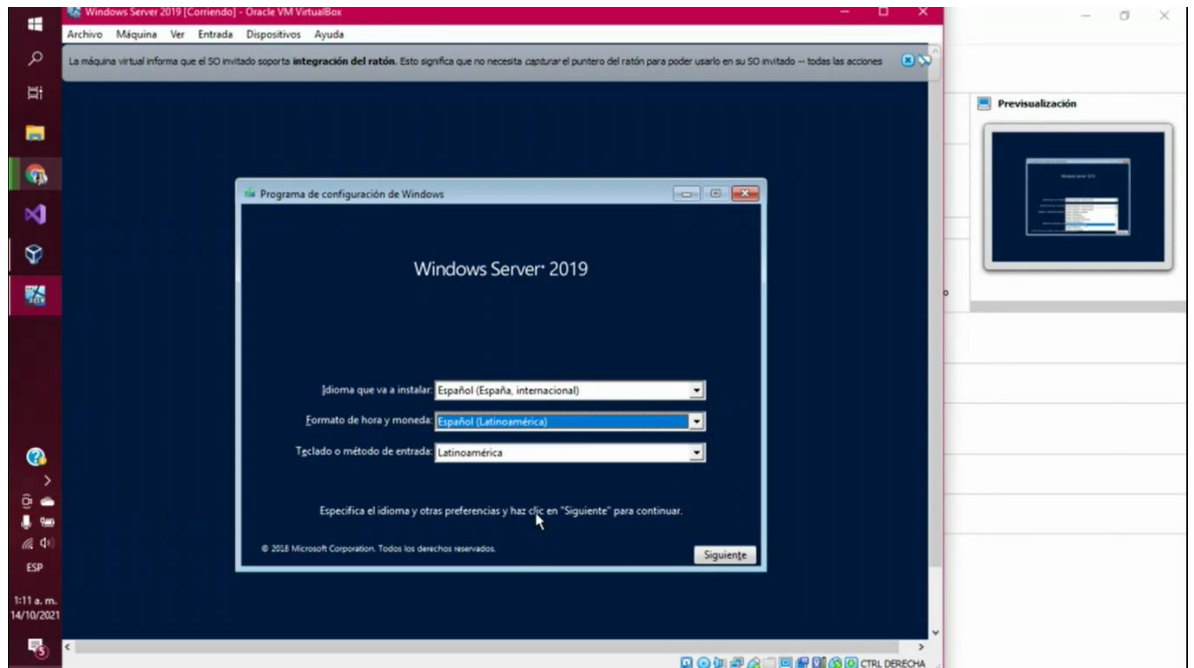 Windows Server 2019 [Corriendo] - Oracle VM VirtualBox
Archivo Máquina Ver Entrada Dispositivos Ayuda
La máquina virtual informa que el SO invitado soporta integración del ratón. Esto significa que no necesita capturar el puntero del ratón para poder usarlo en su SO invitado — todas las acciones
Previsualización
Programa de configuración de Windows
Windows Server 2019
Idioma que va a instalar: Español (España, internacional)
Formato de hora y moneda: Español (Latinoamérica)
Teclado o método de entrada: Latinoamérica
Especifica el idioma y otras preferencias y haz clic en "Siguiente" para continuar.
© 2018 Microsoft Corporation. Todos los derechos reservados.
Siguiente
ESP
1:11 a. m.
14/10/2021
5
CTRL DERECHA